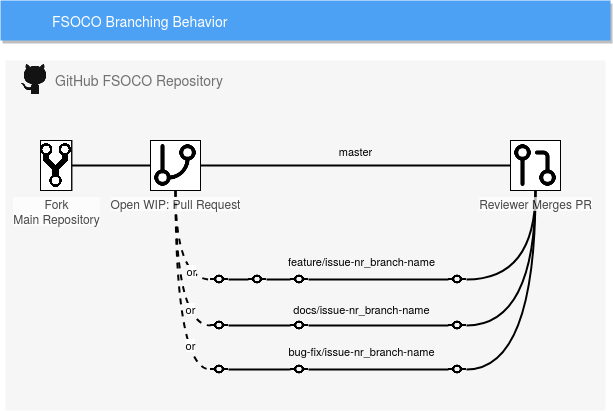 FSOCO Branching Behavior
GitHub FSOCO Repository
master
Fork
Main Repository
Open WIP: Pull Request
Reviewer Merges PR
feature/issue-nr_branch-name
or
docs/issue-nr_branch-name
or
bug-fix/issue-nr_branch-name
or